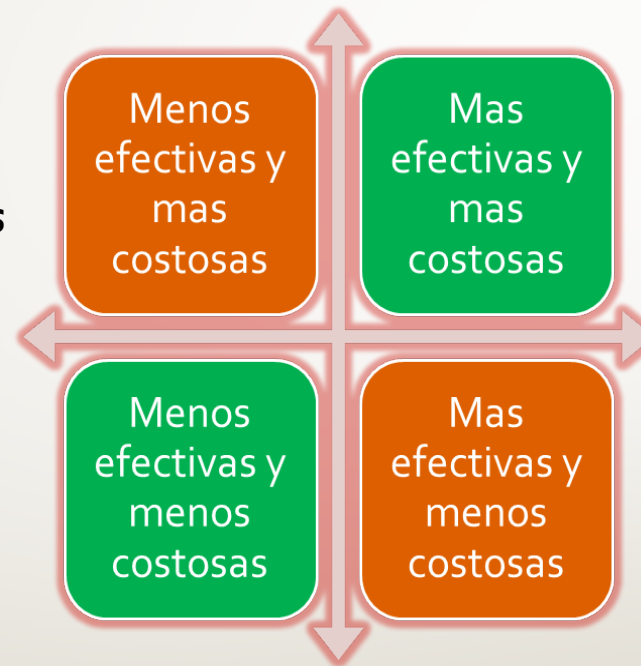 Menos
efectivas y
mas
costosas
Mas
efectivas y
mas
costosas
s
Menos
efectivas y
menos
costosas
Mas
efectivas y
menos
costosas